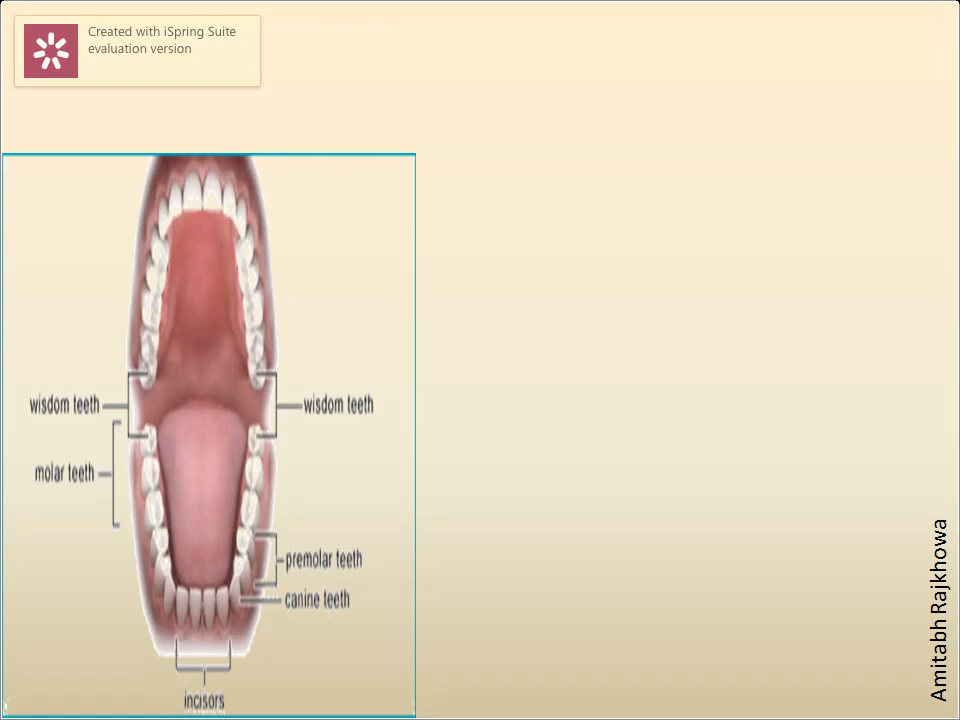 Created with iSpring Suite
evaluation version
wisdom teeth
wisdom teeth
molar teeth
premolar teeth
canine teeth
incisors
Amitabh Rajkhowa